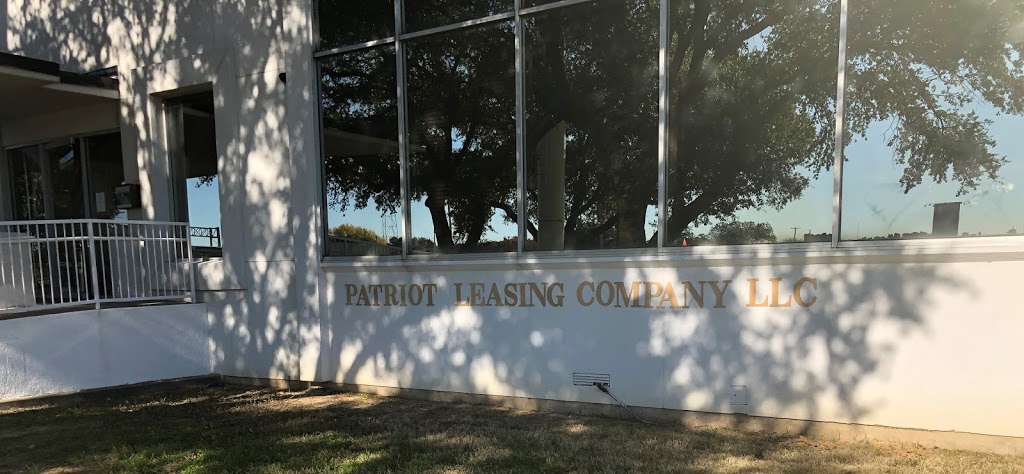 PATRIOT LEASING COMPANY LLC